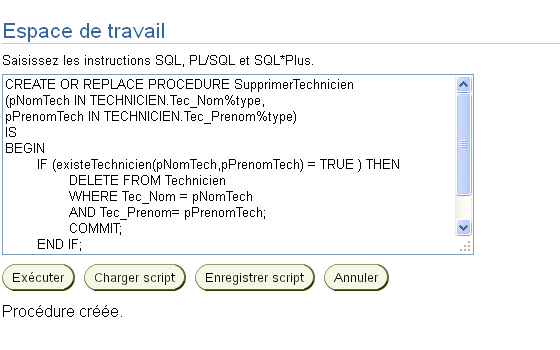 Espace de travail
Saisissez les instructions SQL, PL/SQL et SQL*Plus.
CREATE OR REPLACE PROCEDURE SupprimerTechnicien
(pNomTech IN TECHNICIEN.Tec_Nom%type,
pPrenomTech IN TECHNICIEN.Tec_Prenom%type)
IS
BEGIN
IF (existeTechnicien(pNomTech,pPrenomTech) = TRUE ) THEN
DELETE FROM Technicien
WHERE Tec_Nom = pNomTech
AND Tec_Prenom= pPrenomTech;
COMMIT;
END IF;
Exécuter Charger script Enregistrer script Annuler
Procédure créée.